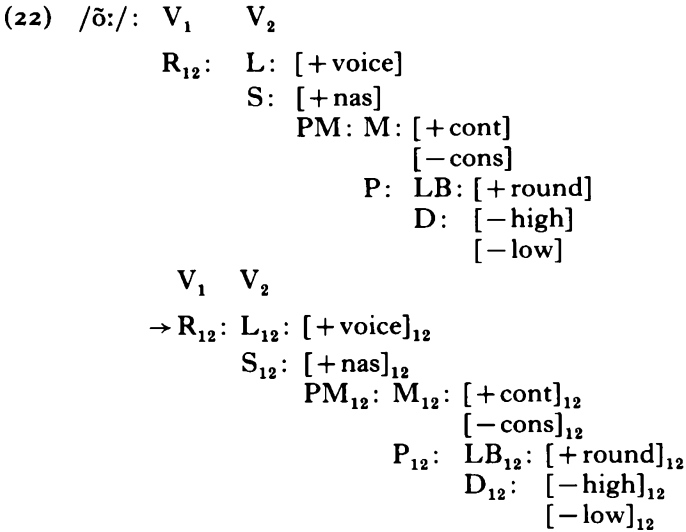 (22) /õː/: V₁ V₂
R₁₂: L: [+voice]
S: [+nas]
PM: M: [+cont]
[−cons]
P: LB: [+round]
D: [−high]
[−low]
V₁ V₂
→R₁₂: L₁₂: [+voice]₁₂
S₁₂: [+nas]₁₂
PM₁₂: M₁₂: [+cont]₁₂
[−cons]₁₂
P₁₂: LB₁₂: [+round]₁₂
D₁₂: [−high]₁₂
[−low]₁₂